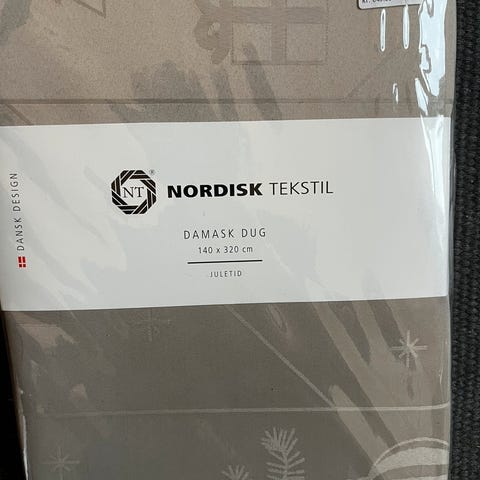 NT
NORDISK TEKSTIL
DAMASK DUG
140 x 320 cm
JULETID
DANSK DESIGN